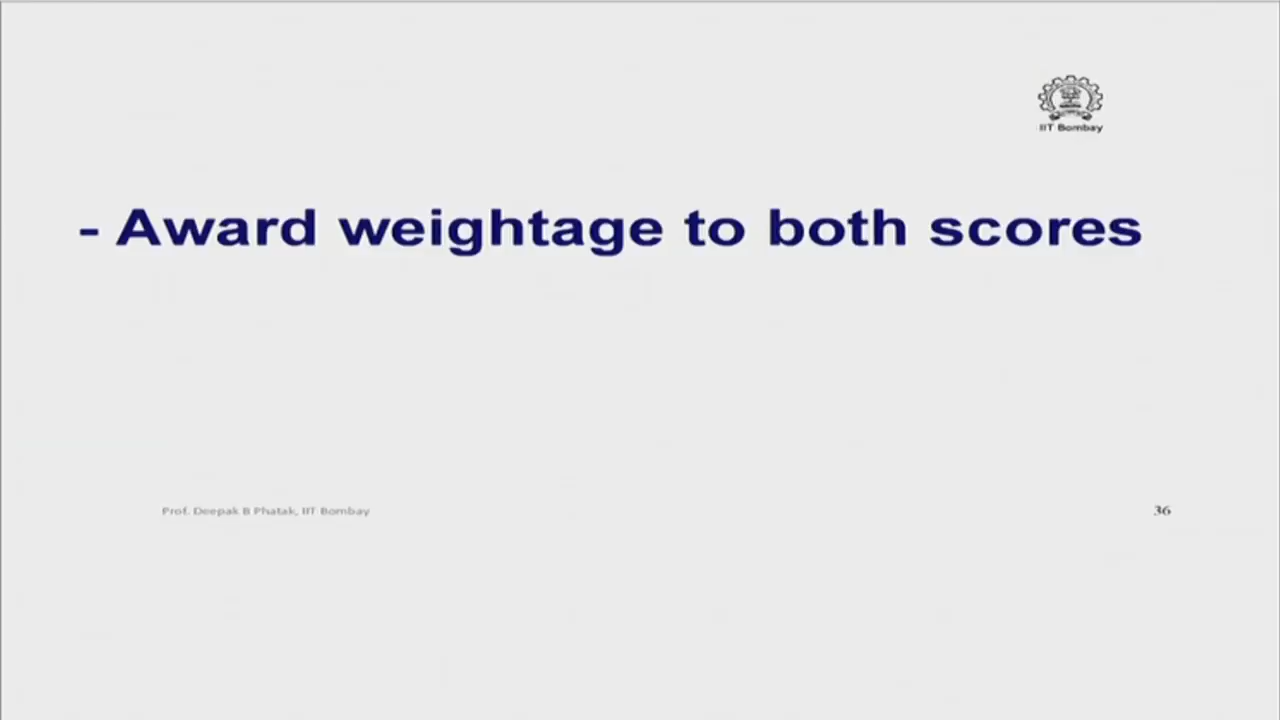 IIT Bombay
- Award weightage to both scores
Prof. Deepak B Phatak, IIT Bombay
36